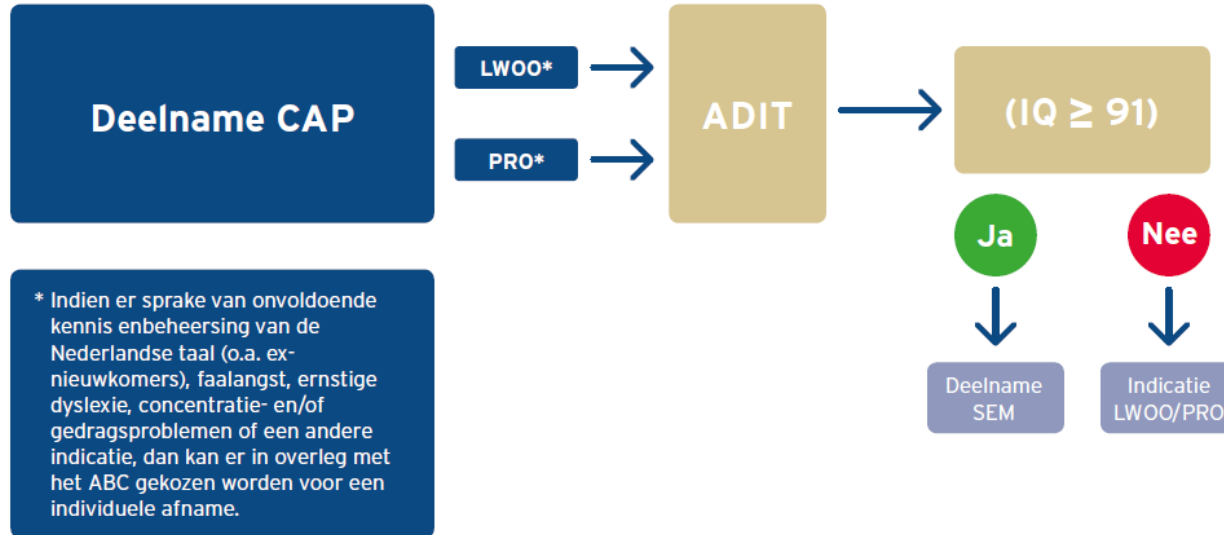 Deelname CAP
LWOO*
PRO*
ADIT
(IQ ≥ 91)
Ja
Nee
Deelname
SEM
Indicatie
LWOO/PRO
* Indien er sprake van onvoldoende
kennis enbeheersing van de
Nederlandse taal (o.a. ex-
nieuwkomers), faalangst, ernstige
dyslexie, concentratie- en/of
gedragsproblemen of een andere
indicatie, dan kan er in overleg met
het ABC gekozen worden voor een
individuele afname.